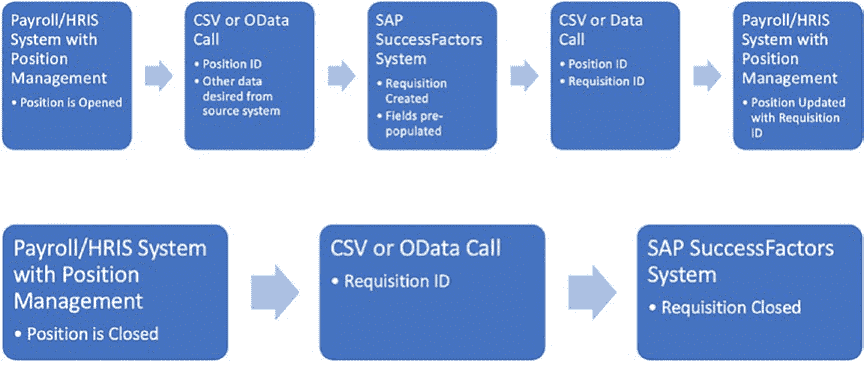 Payroll/HRIS
System with
Position
Management
• Position is Opened
CSV or OData
Call
• Position ID
• Other data
desired from
source system
SAP
SuccessFactors
System
• Requisition
Created
• Fields pre-
populated
CSV or Data
Call
• Position ID
• Requisition ID
Payroll/HRIS
System with
Position
Management
• Position Updated
with Requisition
ID
Payroll/HRIS System
with Position
Management
• Position is Closed
CSV or OData Call
• Requisition ID
SAP SuccessFactors
System
• Requisition Closed